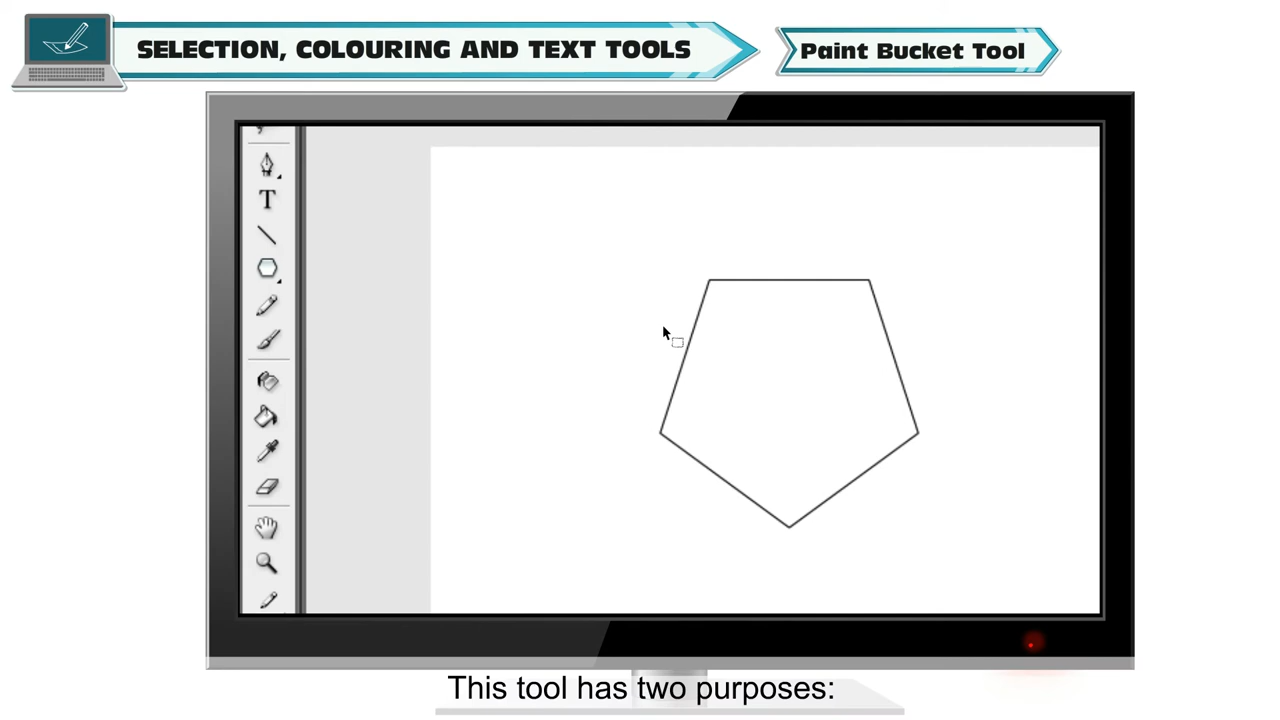 SELECTION, COLOURING AND TEXT TOOLS
Paint Bucket Tool
T
This tool has two purposes: